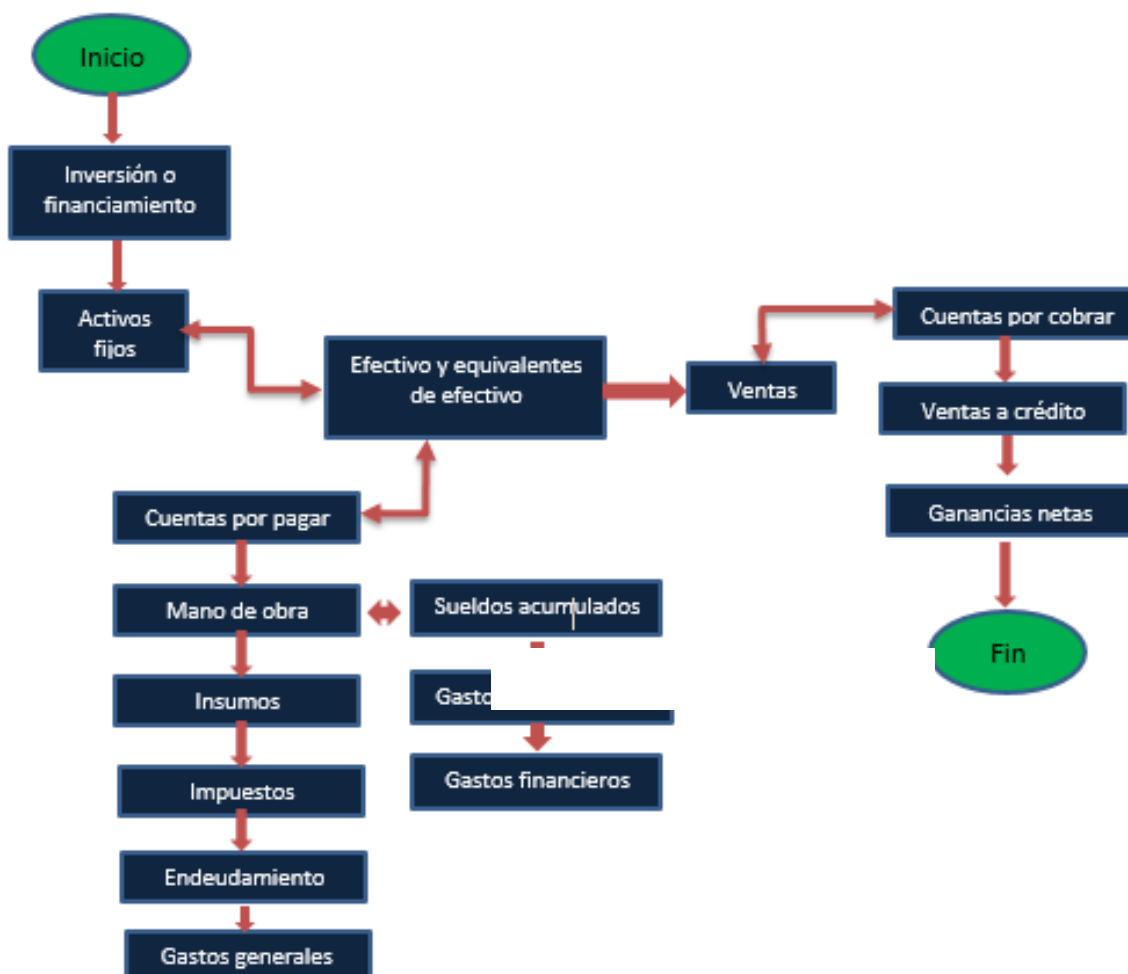 Inicio
Inversión o
financiamiento
Activos
fijos
Efectivo y equivalentes
de efectivo
Ventas
Cuentas por cobrar
Ventas a crédito
Ganancias netas
Fin
Cuentas por pagar
Mano de obra
Sueldos acumulados
Insumos
Impuestos
Gastos financieros
Endeudamiento
Gastos generales